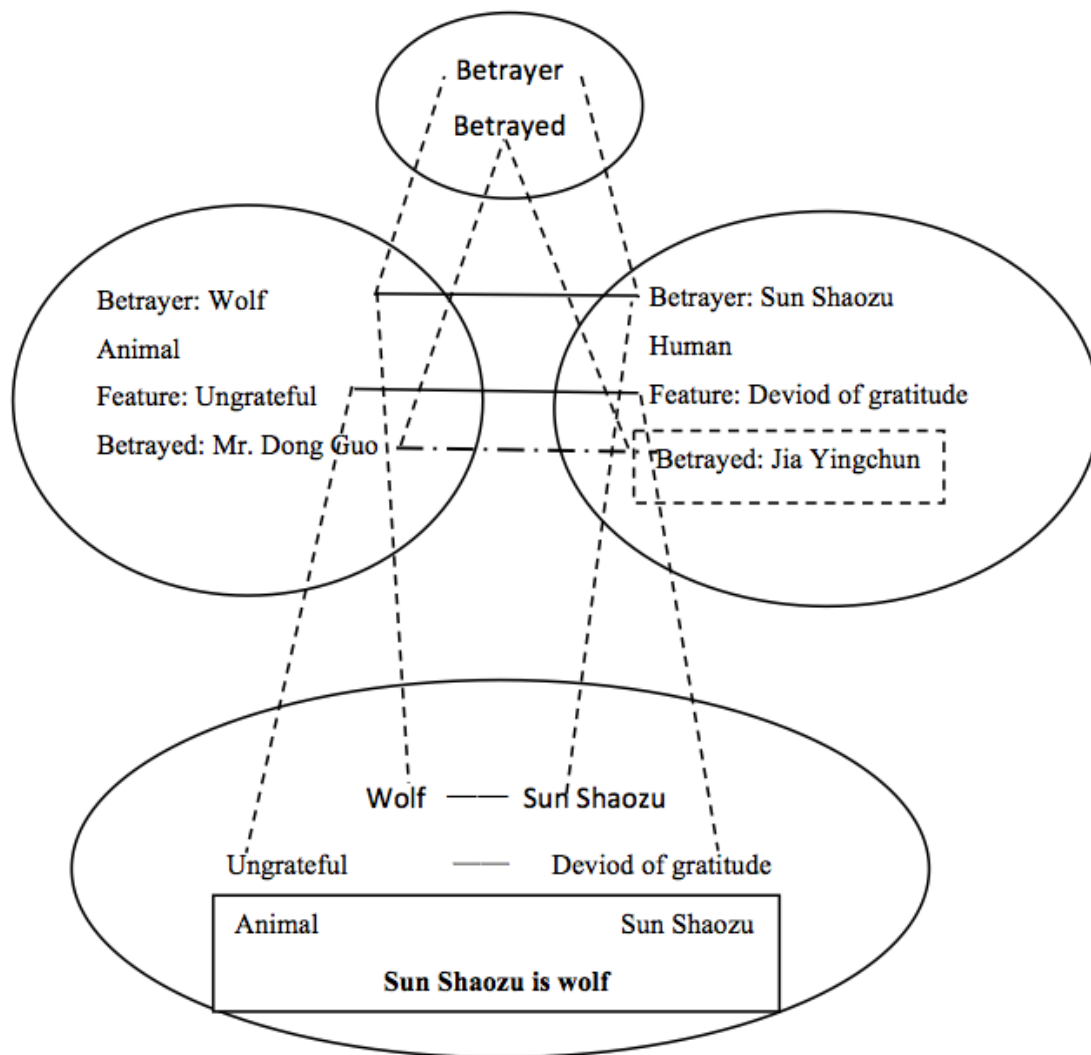 Betrayer
Betrayed
Betrayer: Wolf
Animal
Feature: Ungrateful
Betrayed: Mr. Dong Guo
Betrayer: Sun Shaozu
Human
Feature: Deviod of gratitude
Betrayed: Jia Yingchun
Wolf —— Sun Shaozu
Ungrateful —— Deviod of gratitude
Animal Sun Shaozu
Sun Shaozu is wolf